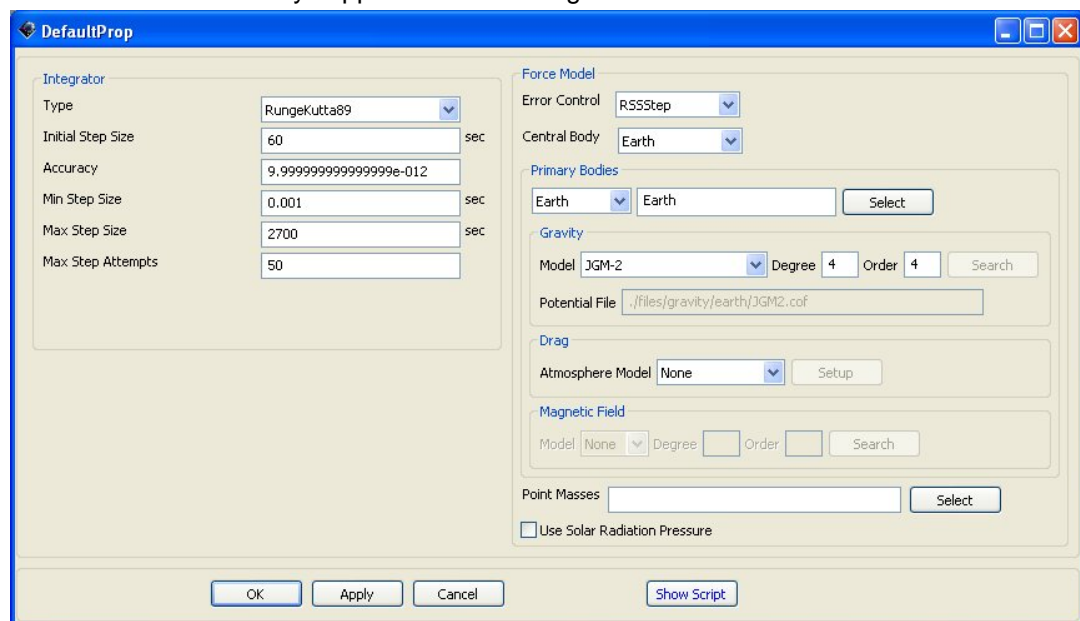 DefaultProp
Integrator
Type RungeKutta89
Initial Step Size 60 sec
Accuracy 9.999999999999999e-012
Min Step Size 0.001 sec
Max Step Size 2700 sec
Max Step Attempts 50
Force Model
Error Control RSSStep
Central Body Earth
Primary Bodies
Earth Earth Select
Gravity
Model JGM-2 Degree 4 Order 4 Search
Potential File ./files/gravity/earth/JGM2.cof
Drag
Atmosphere Model None Setup
Magnetic Field
Model None Degree Order Search
Point Masses Select
Use Solar Radiation Pressure
OK Apply Cancel Show Script